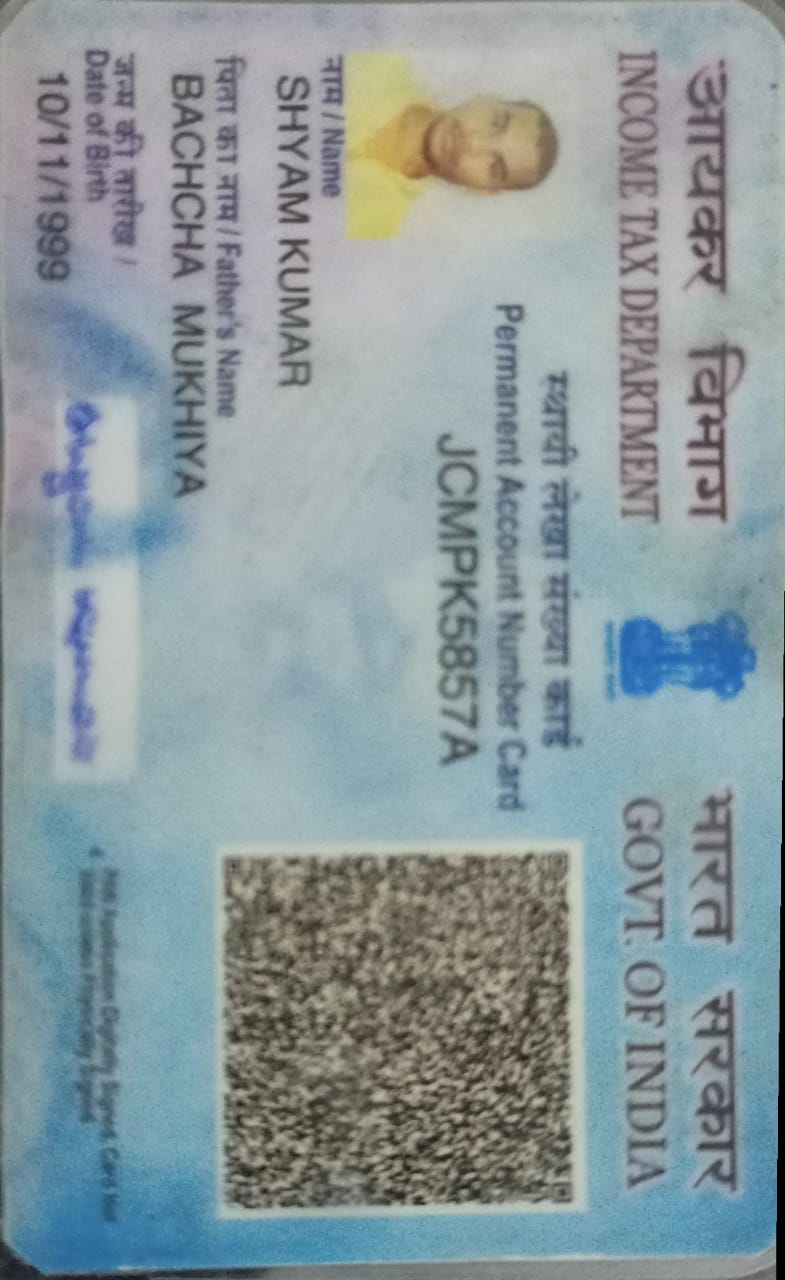 आयकर विभाग
INCOME TAX DEPARTMENT
भारत सरकार
GOVT. OF INDIA
स्थायी लेखा संख्या कार्ड
Permanent Account Number Card
JCMPK5857A
नाम / Name
SHYAM KUMAR
पिता का नाम / Father's Name
BACHCHA MUKHIYA
जन्म की तारीख /
Date of Birth
10/11/1999